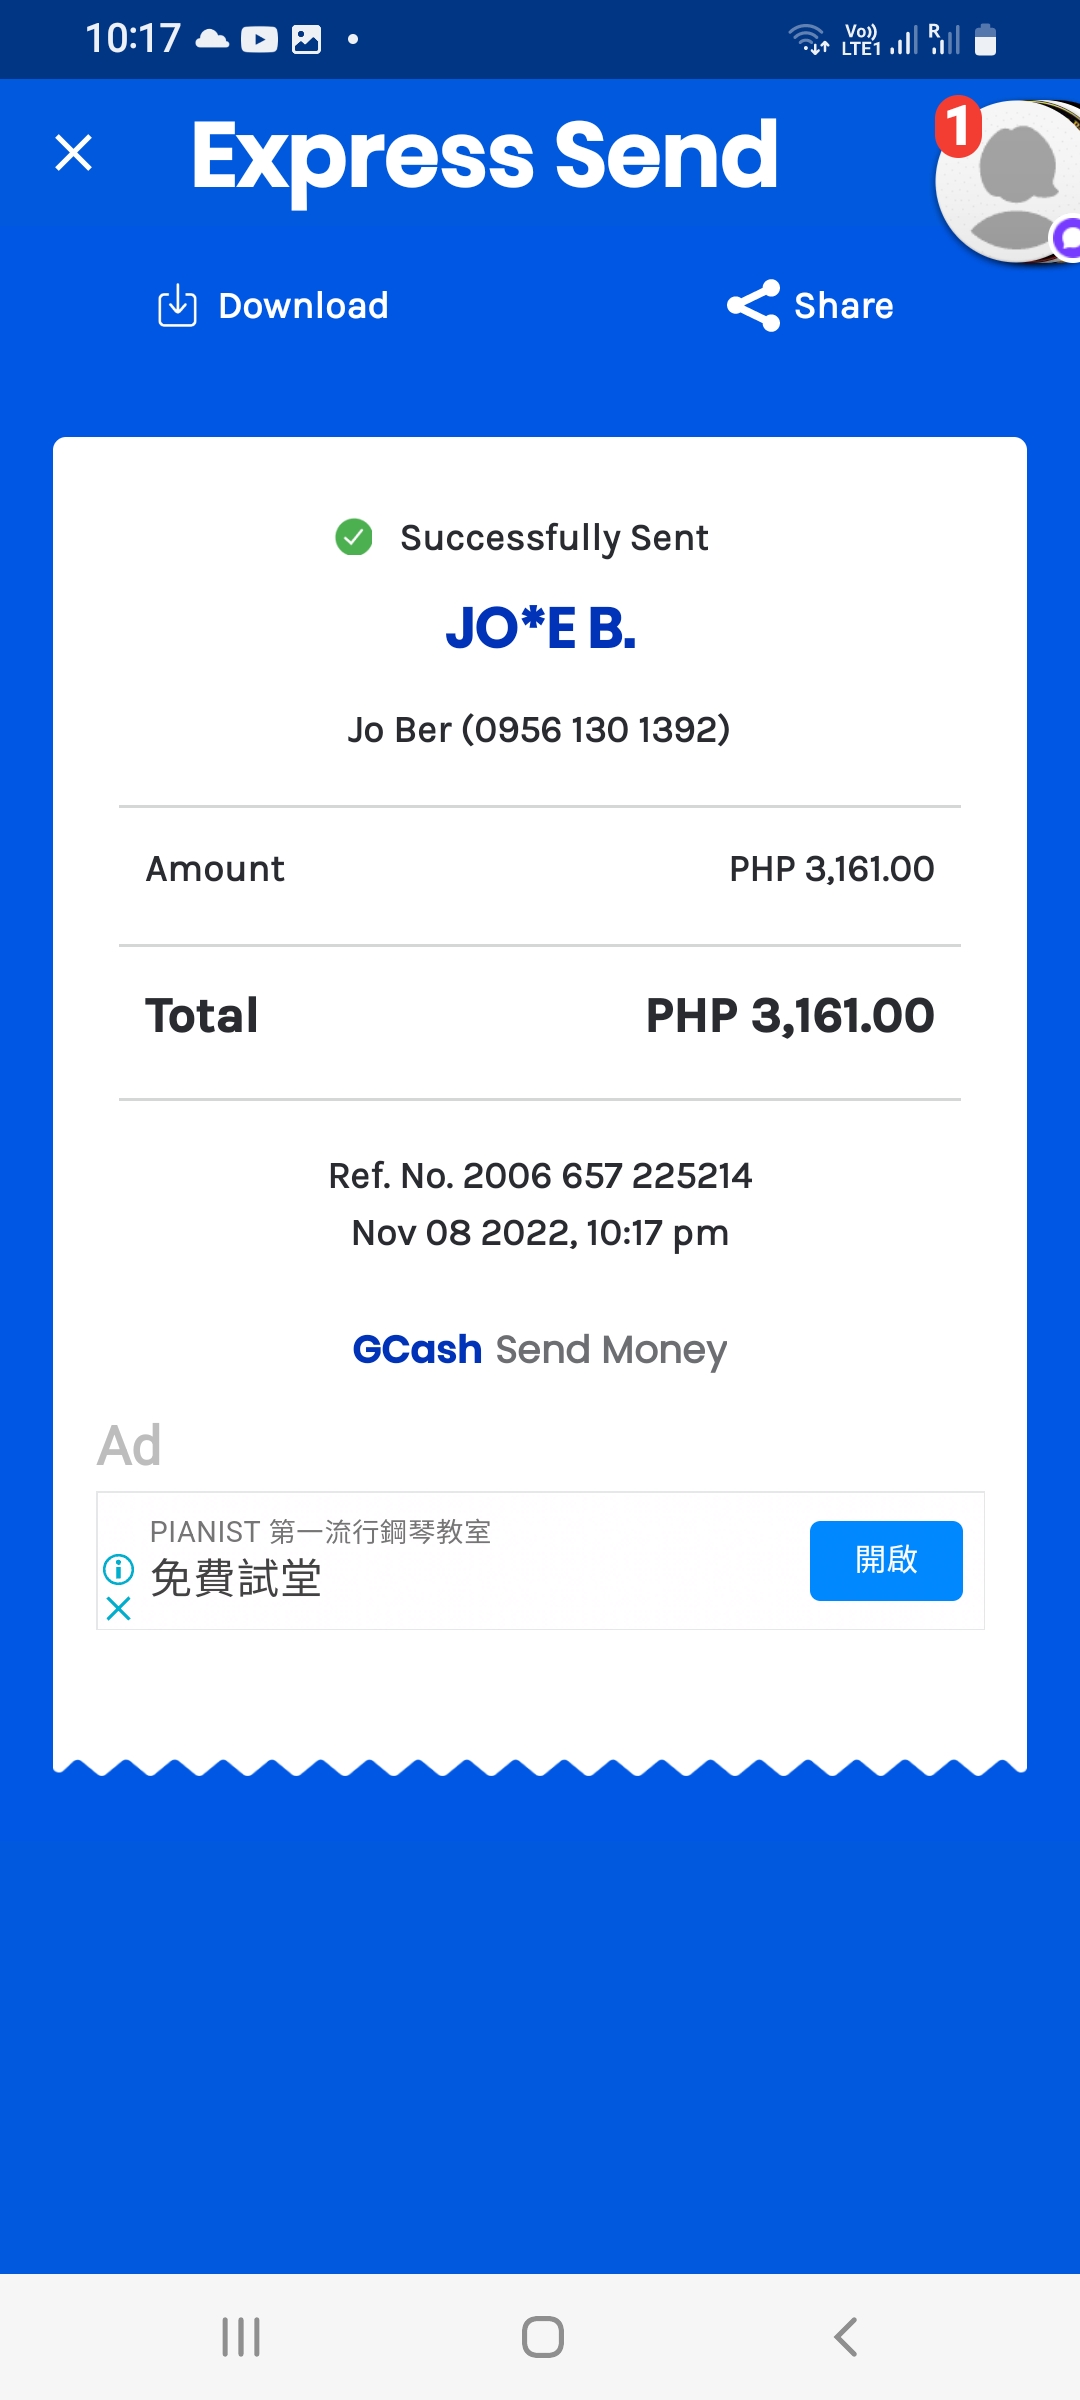 10:17
Vo)) LTE1 R
Express Send
1
Download
Share
Successfully Sent
JO*E B.
Jo Ber (0956 130 1392)
Amount PHP 3,161.00
Total PHP 3,161.00
Ref. No. 2006 657 225214
Nov 08 2022, 10:17 pm
GCash Send Money
Ad
PIANIST 第一流行鋼琴教室
免費試堂
開啟